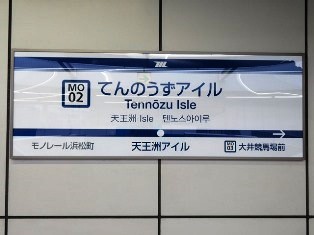 MO
02
てんのうずアイル
Tennōzu Isle
天王洲 Isle 텐노스아이루
モノレール浜松町
天王洲アイル
MO
03
大井競馬場前